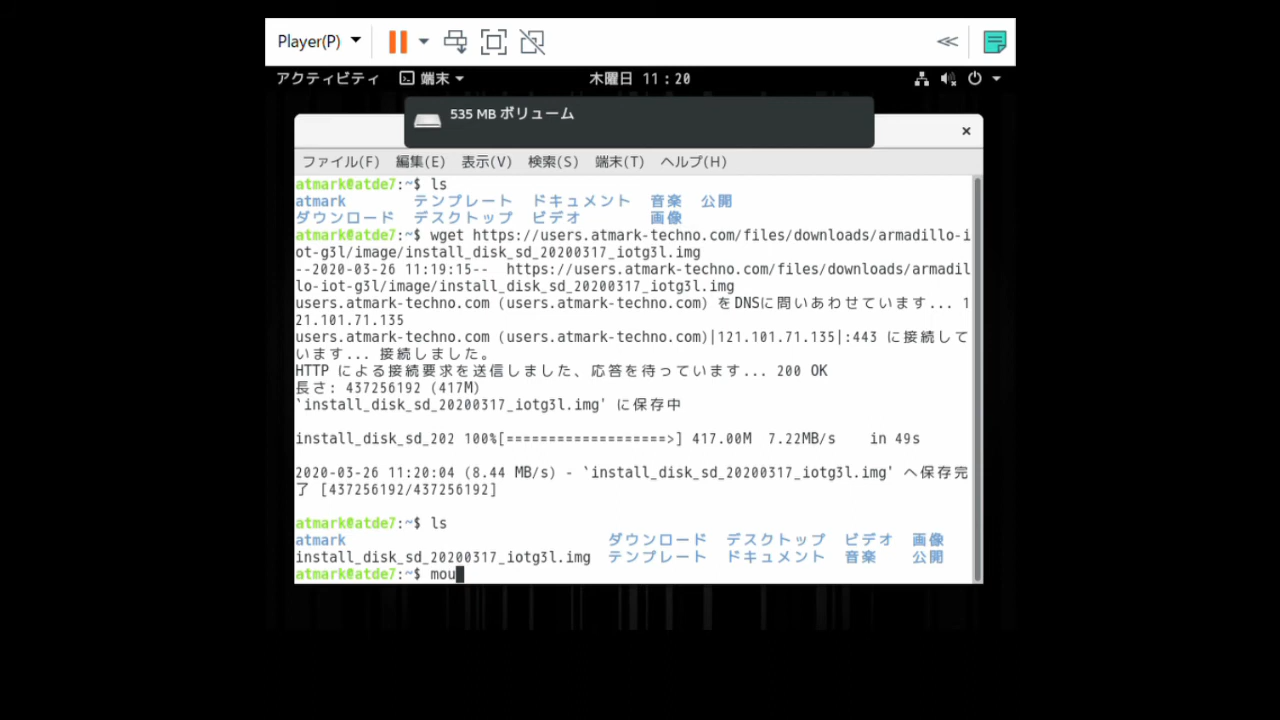 Player(P)
アクティビティ 端末 木曜日 11：20
535 MB ボリューム
ファイル(F) 編集(E) 表示(V) 検索(S) 端末(T) ヘルプ(H)
atmark@atde7:~$ ls
atmark テンプレート ドキュメント 音楽 公開
ダウンロード デスクトップ ビデオ 画像
atmark@atde7:~$ wget https://users.atmark-techno.com/files/downloads/armadillo-i
ot-g3l/image/install_disk_sd_20200317_iotg3l.img
--2020-03-26 11:19:15-- https://users.atmark-techno.com/files/downloads/armadil
lo-iot-g3l/image/install_disk_sd_20200317_iotg3l.img
users.atmark-techno.com (users.atmark-techno.com) をDNSに問いあわせています... 1
21.101.71.135
users.atmark-techno.com (users.atmark-techno.com)|121.101.71.135|:443 に接続して
います... 接続しました。
HTTP による接続要求を送信しました、応答を待っています... 200 OK
長さ: 437256192 (417M)
`install_disk_sd_20200317_iotg3l.img' に保存中
install_disk_sd_202 100%[===================>] 417.00M 7.22MB/s in 49s
2020-03-26 11:20:04 (8.44 MB/s) - `install_disk_sd_20200317_iotg3l.img' へ保存完
了 [437256192/437256192]
atmark@atde7:~$ ls
atmark ダウンロード デスクトップ ビデオ 画像
install_disk_sd_20200317_iotg3l.img テンプレート ドキュメント 音楽 公開
atmark@atde7:~$ mou